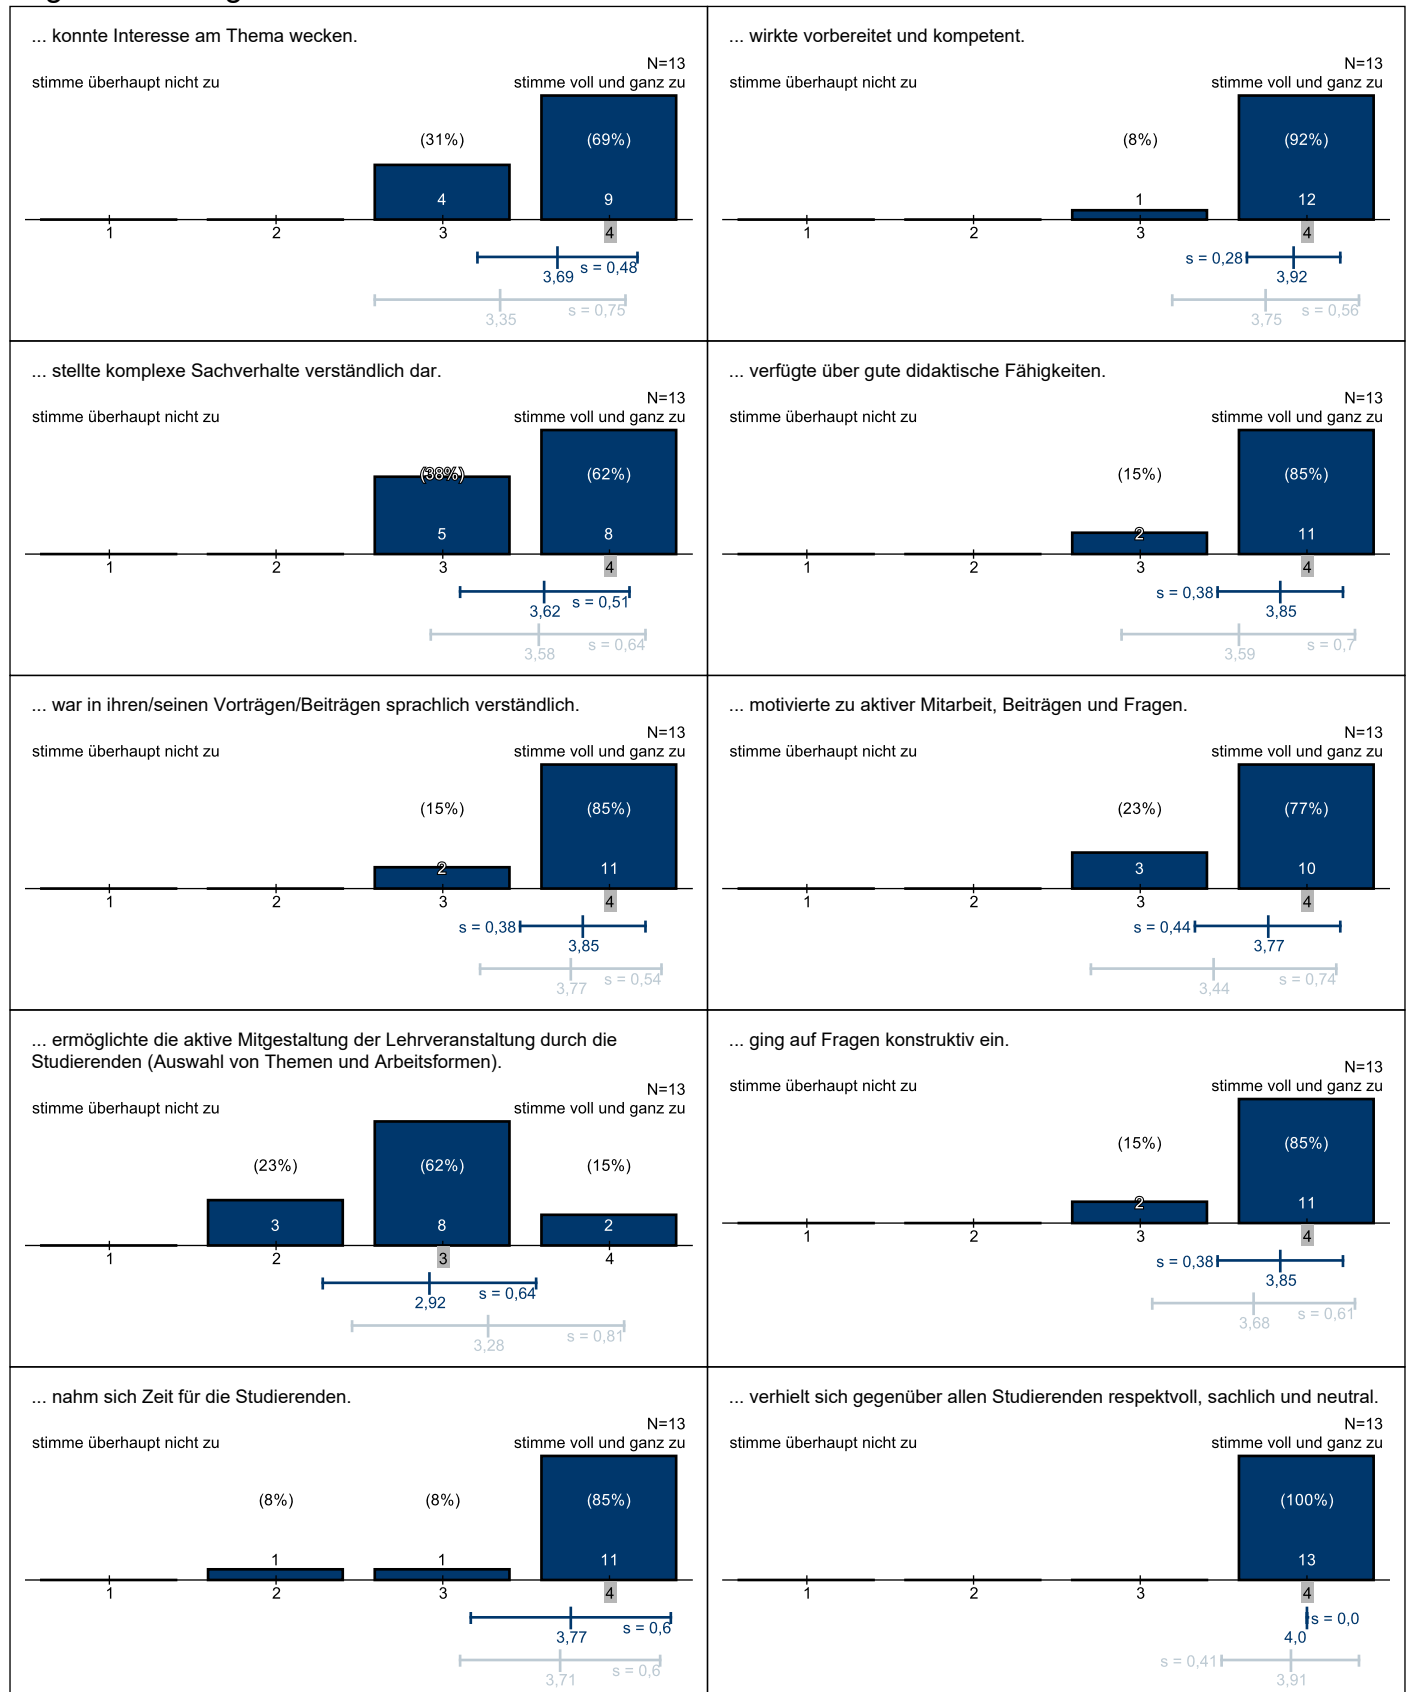 ... konnte Interesse am Thema wecken.
N=13
stimme überhaupt nicht zu
stimme voll und ganz zu
(31%)
(69%)
4
9
1
2
3
4
s = 0,48
3,69
s = 0,75
3,35
... wirkte vorbereitet und kompetent.
N=13
stimme überhaupt nicht zu
stimme voll und ganz zu
(8%)
(92%)
1
12
1
2
3
4
s = 0,28
3,92
s = 0,56
3,75
... stellte komplexe Sachverhalte verständlich dar.
N=13
stimme überhaupt nicht zu
stimme voll und ganz zu
(38%)
(62%)
5
8
1
2
3
4
s = 0,51
3,62
s = 0,64
3,58
... verfügte über gute didaktische Fähigkeiten.
N=13
stimme überhaupt nicht zu
stimme voll und ganz zu
(15%)
(85%)
2
11
1
2
3
4
s = 0,38
3,85
s = 0,7
3,59
... war in ihren/seinen Vorträgen/Beiträgen sprachlich verständlich.
N=13
stimme überhaupt nicht zu
stimme voll und ganz zu
(15%)
(85%)
2
11
1
2
3
4
s = 0,38
3,85
s = 0,54
3,77
... motivierte zu aktiver Mitarbeit, Beiträgen und Fragen.
N=13
stimme überhaupt nicht zu
stimme voll und ganz zu
(23%)
(77%)
3
10
1
2
3
4
s = 0,44
3,77
s = 0,74
3,44
... ermöglichte die aktive Mitgestaltung der Lehrveranstaltung durch die
Studierenden (Auswahl von Themen und Arbeitsformen).
N=13
stimme überhaupt nicht zu
stimme voll und ganz zu
(23%)
(62%)
(15%)
3
8
2
1
2
3
4
s = 0,64
2,92
s = 0,81
3,28
... ging auf Fragen konstruktiv ein.
N=13
stimme überhaupt nicht zu
stimme voll und ganz zu
(15%)
(85%)
2
11
1
2
3
4
s = 0,38
3,85
s = 0,61
3,68
... nahm sich Zeit für die Studierenden.
N=13
stimme überhaupt nicht zu
stimme voll und ganz zu
(8%)
(8%)
(85%)
1
1
11
1
2
3
4
s = 0,6
3,77
s = 0,6
3,71
... verhielt sich gegenüber allen Studierenden respektvoll, sachlich und neutral.
N=13
stimme überhaupt nicht zu
stimme voll und ganz zu
(100%)
13
1
2
3
4
s = 0,0
4,0
s = 0,41
3,91